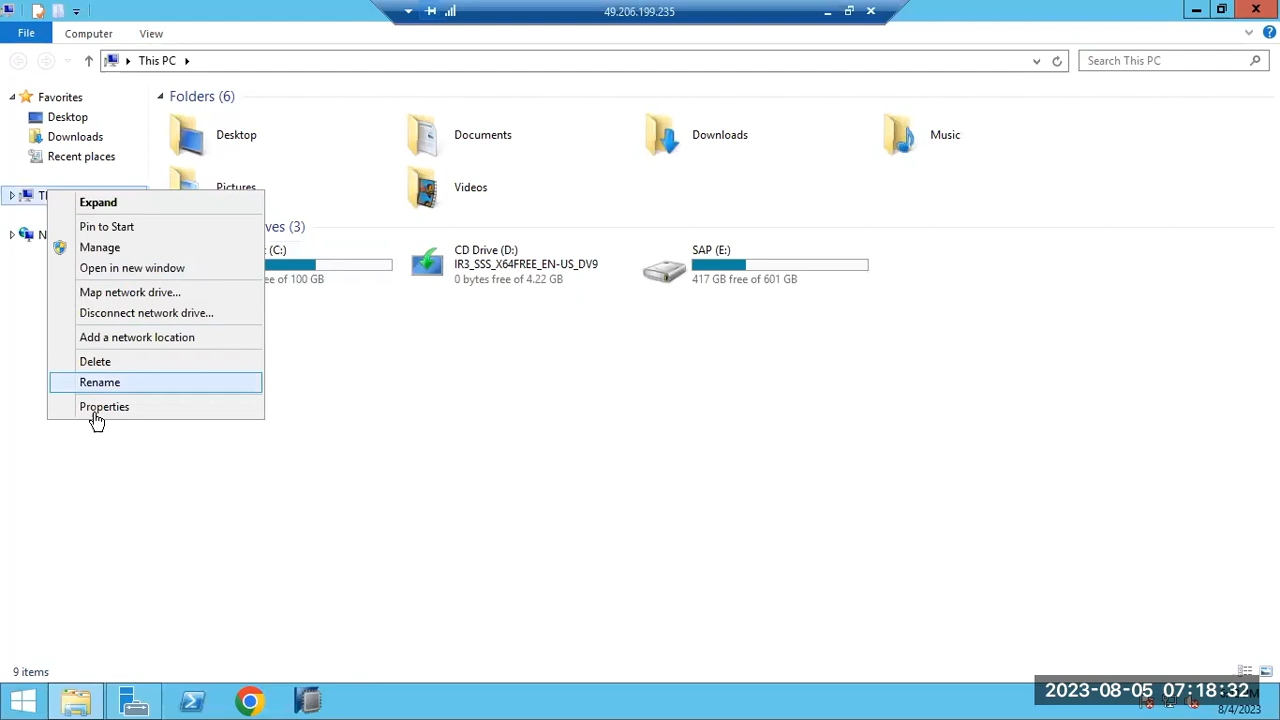 49.206.199.235
File
Computer
View
This PC
Search This PC
Favorites
Desktop
Downloads
Recent places
Folders (6)
Desktop
Documents
Downloads
Music
Pictures
Videos
Expand
Pin to Start
Manage
Open in new window
Map network drive...
Disconnect network drive...
Add a network location
Delete
Rename
Properties
(3)
(C:)
of 100 GB
CD Drive (D:)
IR3_SSS_X64FREE_EN-US_DV9
0 bytes free of 4.22 GB
SAP (E:)
417 GB free of 601 GB
9 items
2023-08-05 07:18:32
8/4/2023